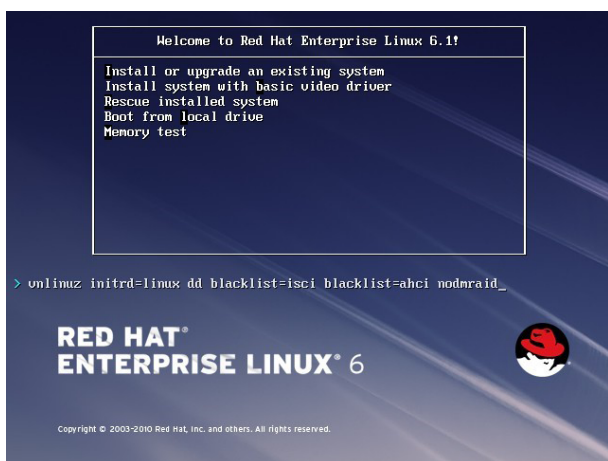 Welcome to Red Hat Enterprise Linux 6.1!
Install or upgrade an existing system
Install system with basic video driver
Rescue installed system
Boot from local drive
Memory test
> vmlinuz initrd=linux dd blacklist=isci blacklist=ahci nodmraid_
RED HAT®
ENTERPRISE LINUX® 6
Copyright © 2003-2010 Red Hat, Inc. and others. All rights reserved.